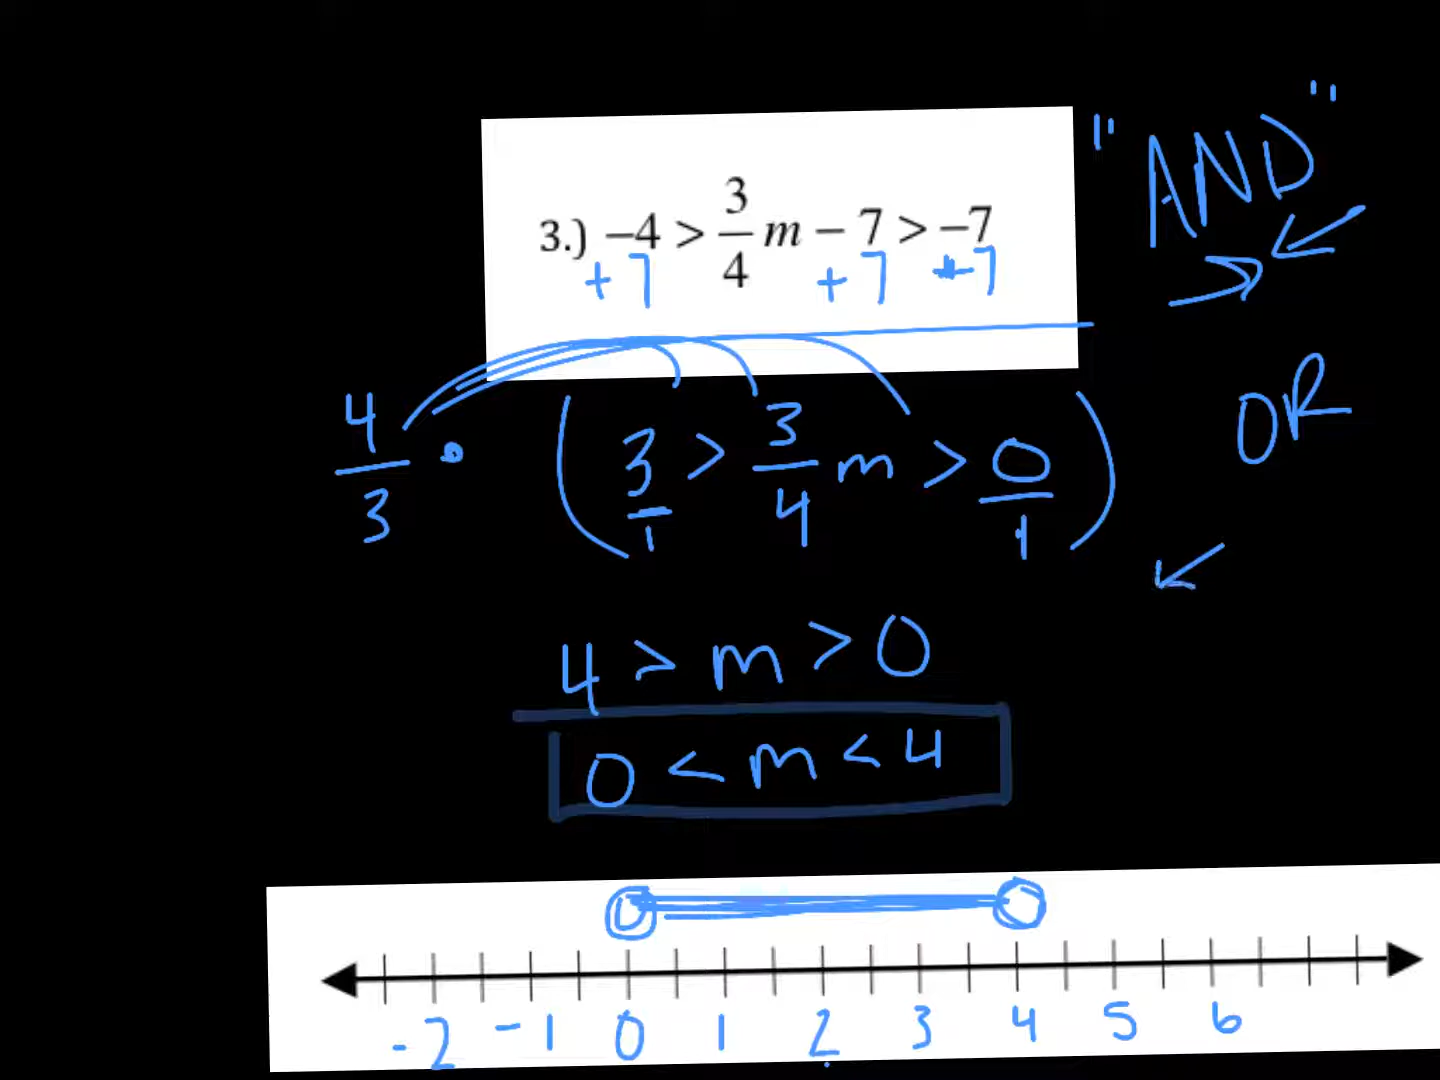 "AND"
3.) −4 > 3/4 m − 7 > −7
+7 +7 +7
OR
4/3 • (3/1 > 3/4 m > 0/1)
4 > m > 0
0 < m < 4
-2 -1 0 1 2 3 4 5 6